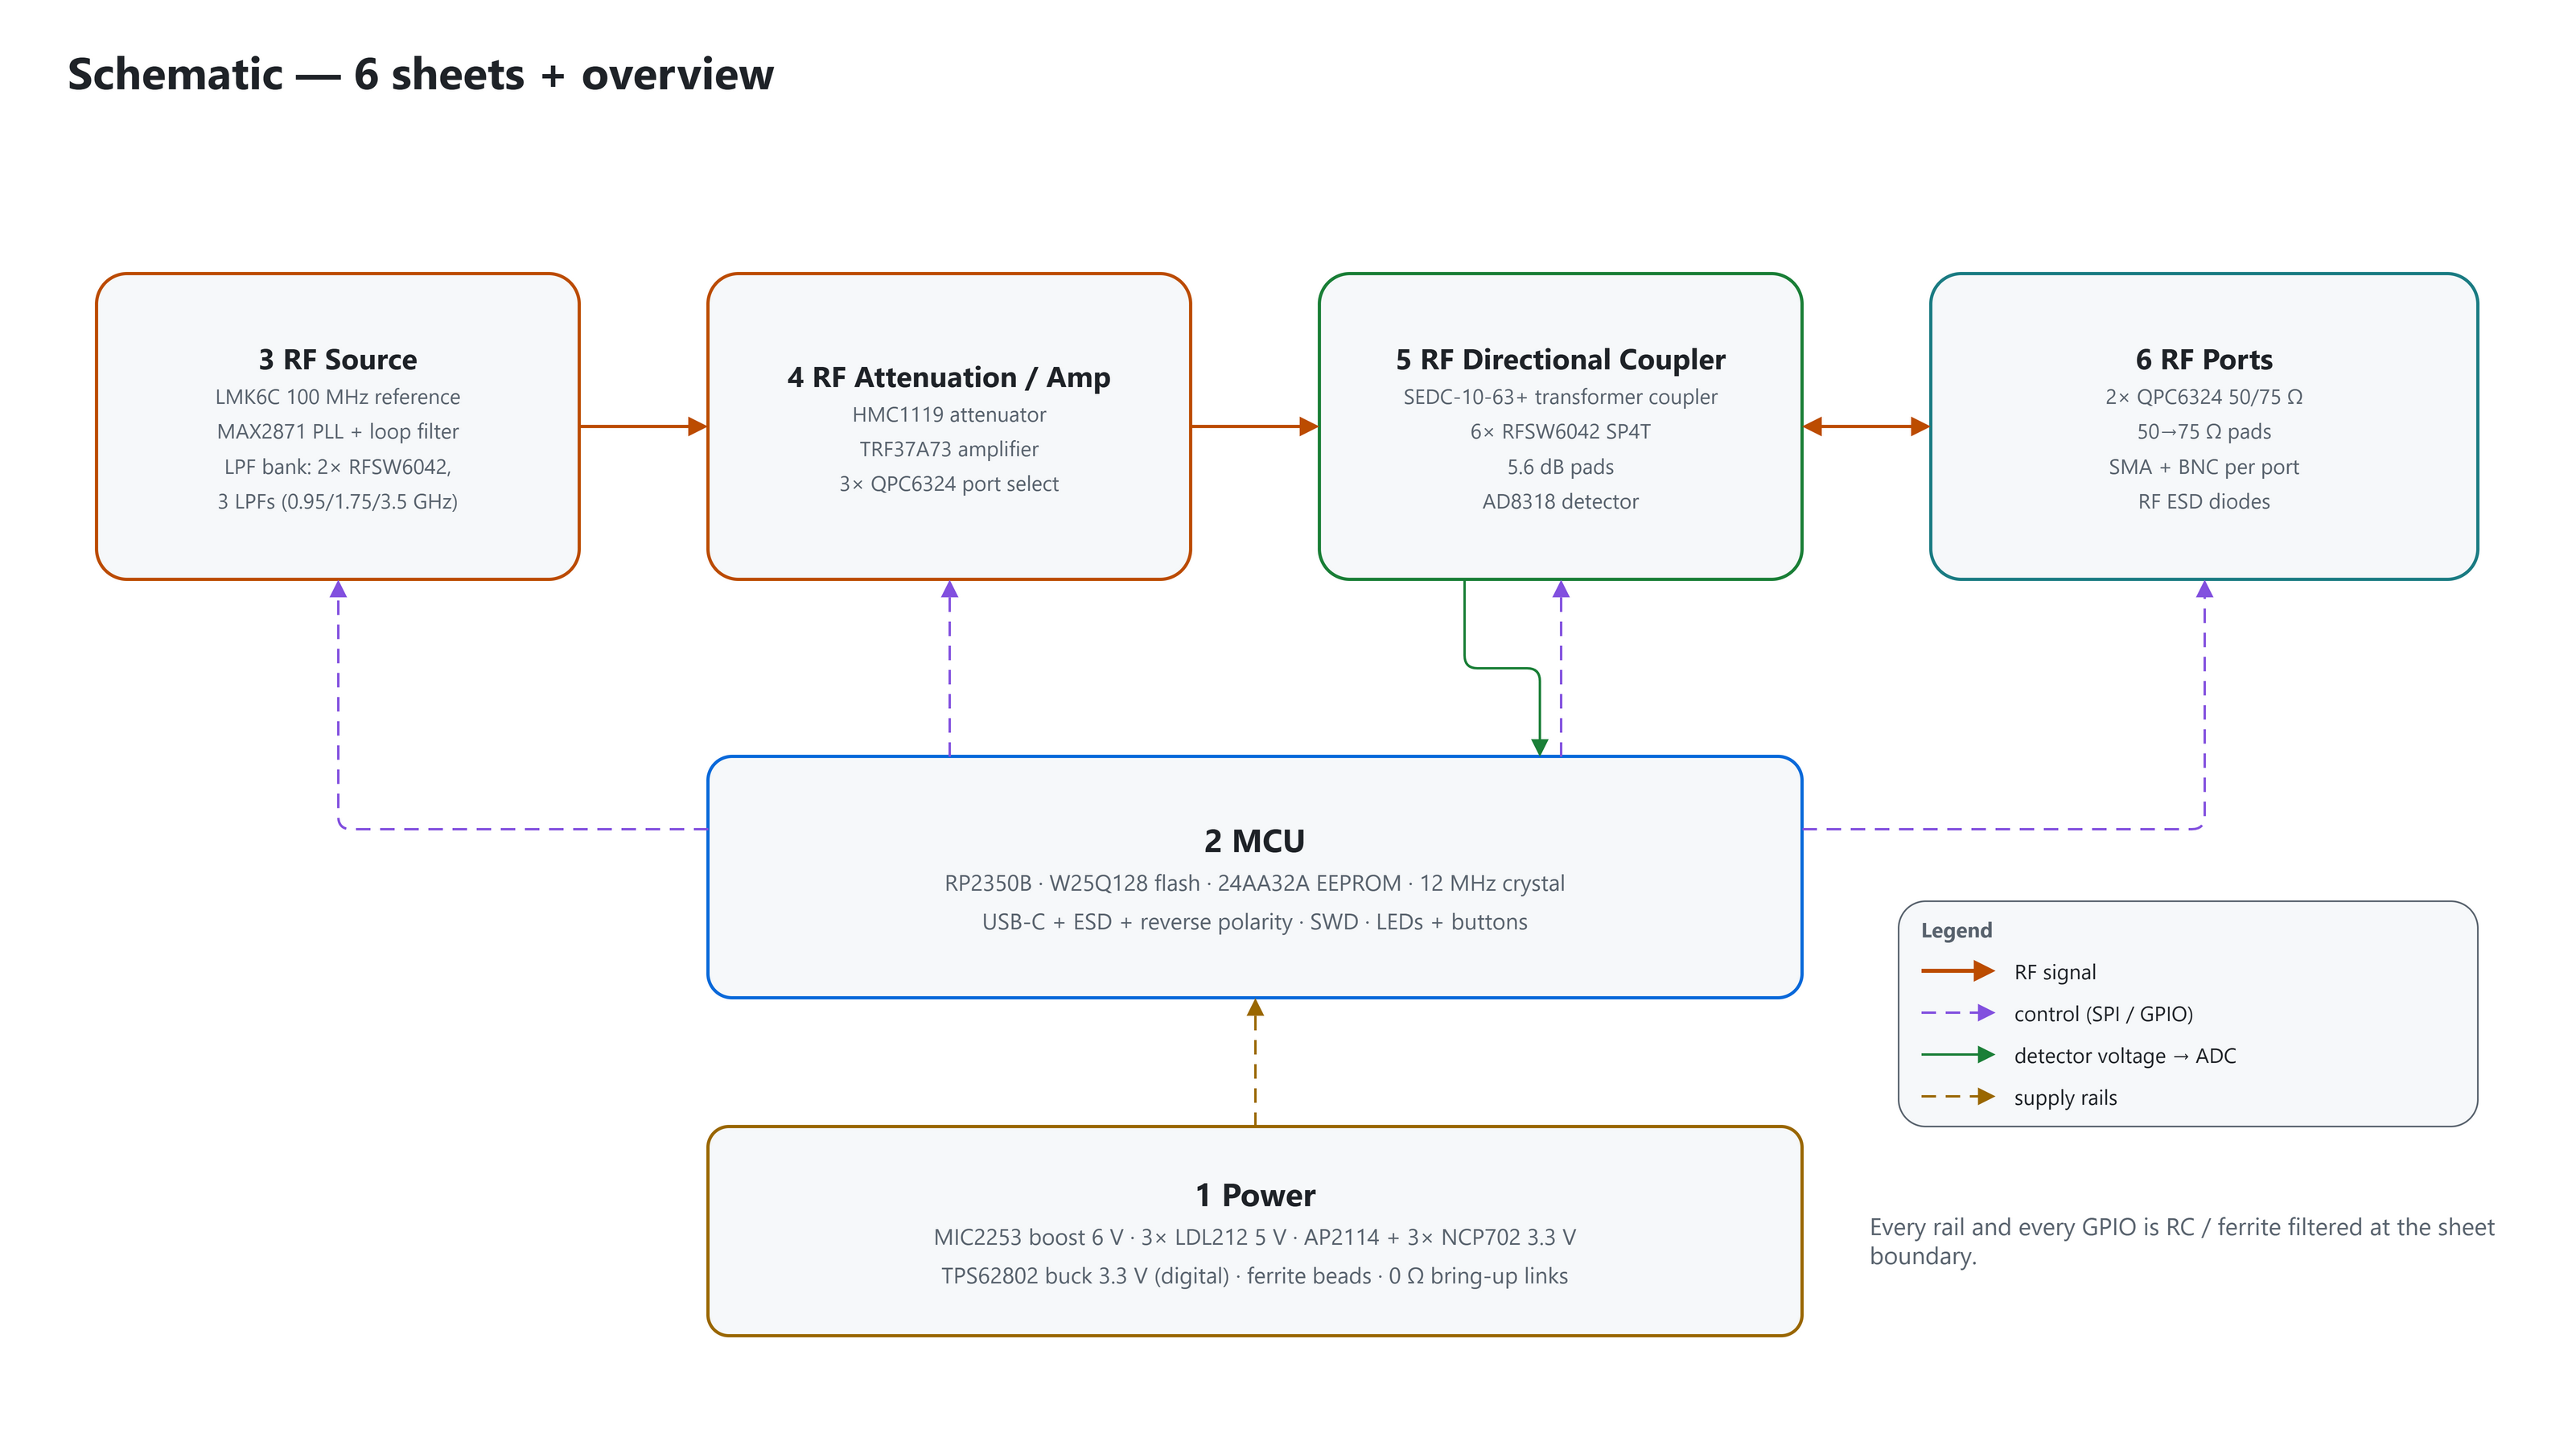 Schematic — 6 sheets + overview
3 RF Source
LMK6C 100 MHz reference
MAX2871 PLL + loop filter
LPF bank: 2× RFSW6042,
3 LPFs (0.95/1.75/3.5 GHz)
4 RF Attenuation / Amp
HMC1119 attenuator
TRF37A73 amplifier
3× QPC6324 port select
5 RF Directional Coupler
SEDC-10-63+ transformer coupler
6× RFSW6042 SP4T
5.6 dB pads
AD8318 detector
6 RF Ports
2× QPC6324 50/75 Ω
50→75 Ω pads
SMA + BNC per port
RF ESD diodes
2 MCU
RP2350B · W25Q128 flash · 24AA32A EEPROM · 12 MHz crystal
USB-C + ESD + reverse polarity · SWD · LEDs + buttons
Legend
RF signal
control (SPI / GPIO)
detector voltage → ADC
supply rails
1 Power
MIC2253 boost 6 V · 3× LDL212 5 V · AP2114 + 3× NCP702 3.3 V
TPS62802 buck 3.3 V (digital) · ferrite beads · 0 Ω bring-up links
Every rail and every GPIO is RC / ferrite filtered at the sheet
boundary.